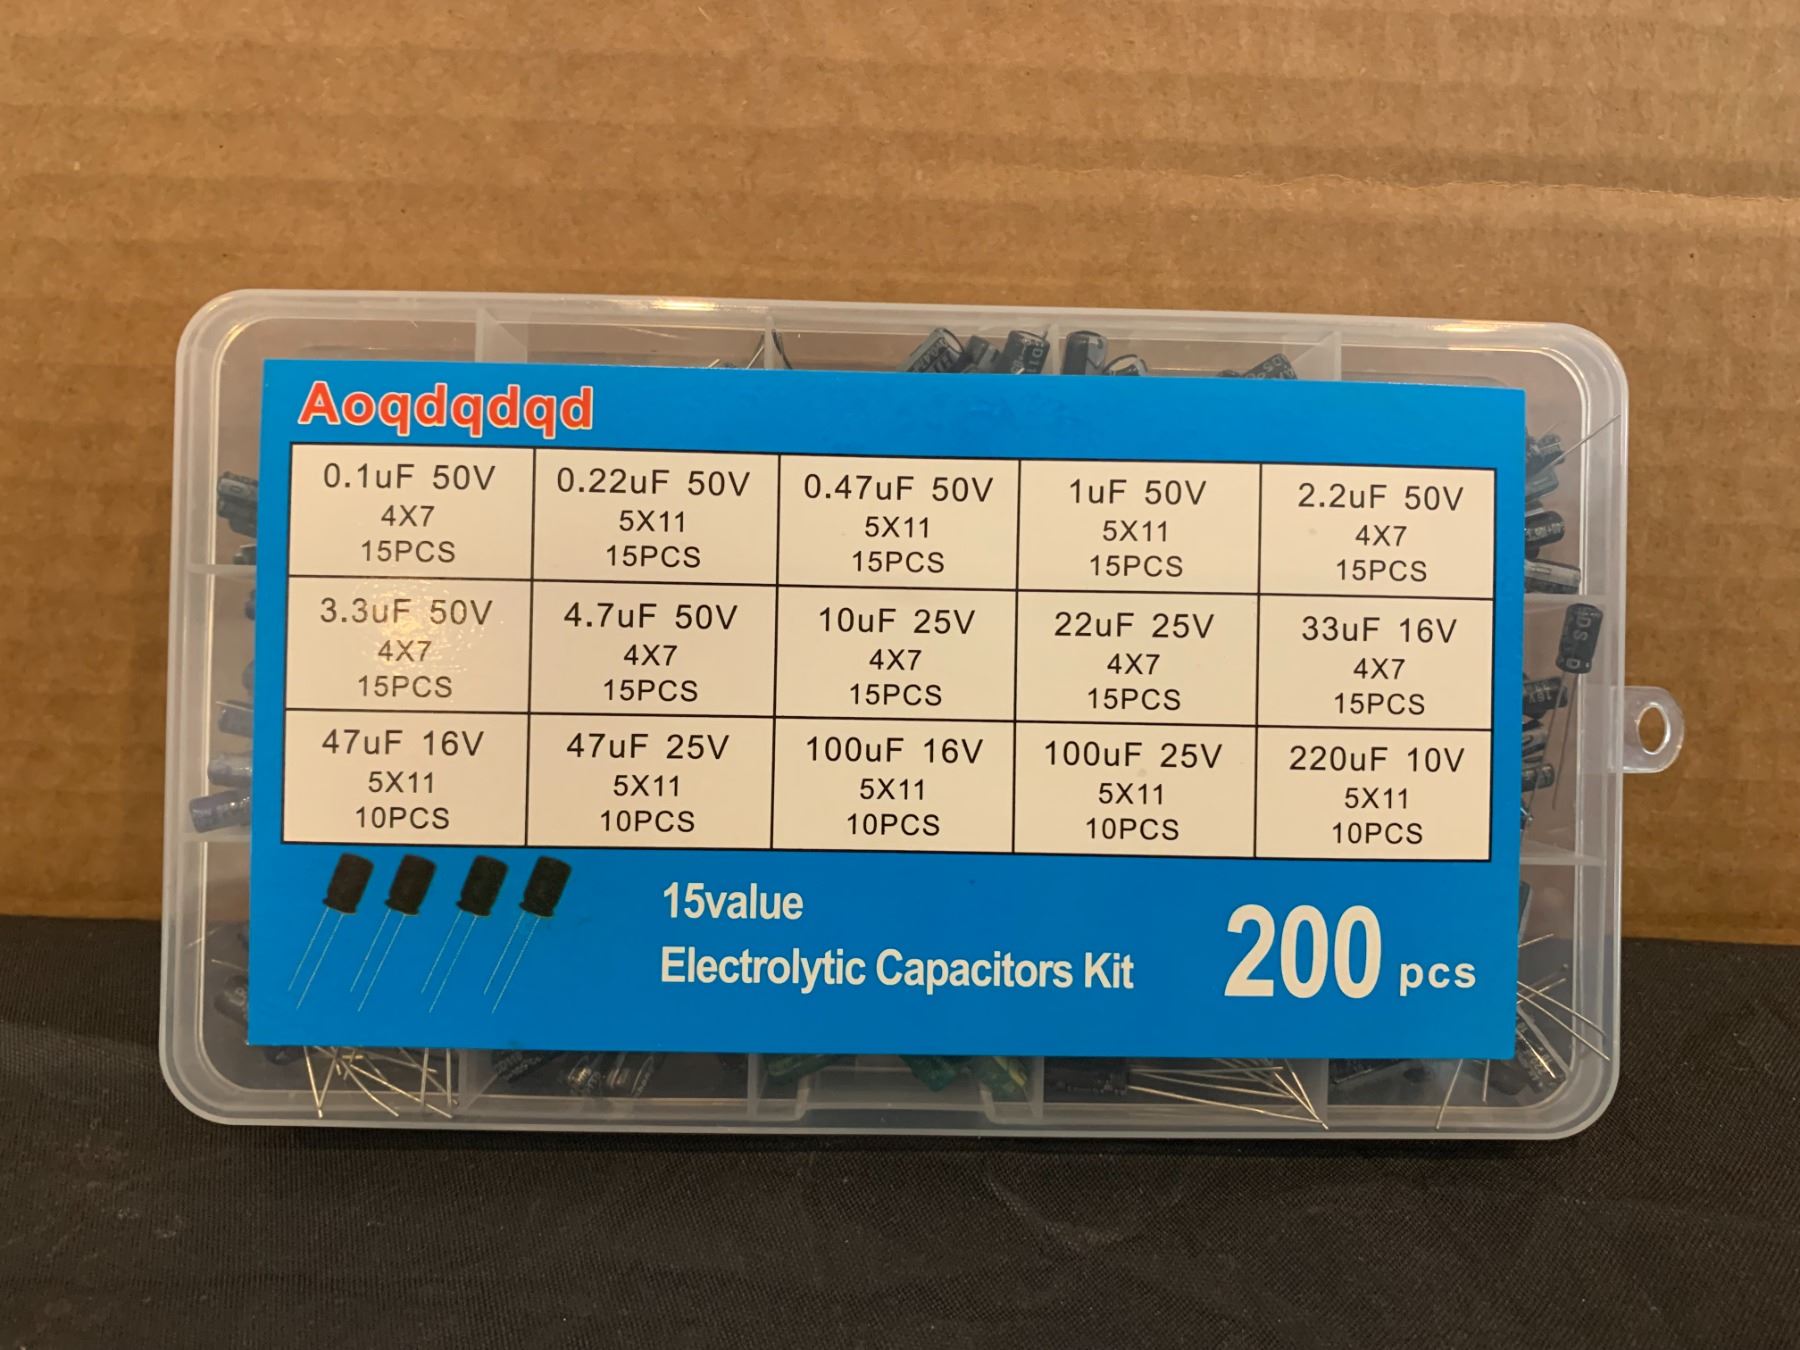 Aoqdqdqd
0.1uF 50V
4X7
15PCS
0.22uF 50V
5X11
15PCS
0.47uF 50V
5X11
15PCS
1uF 50V
5X11
15PCS
2.2uF 50V
4X7
15PCS
3.3uF 50V
4X7
15PCS
4.7uF 50V
4X7
15PCS
10uF 25V
4X7
15PCS
22uF 25V
4X7
15PCS
33uF 16V
4X7
15PCS
47uF 16V
5X11
10PCS
47uF 25V
5X11
10PCS
100uF 16V
5X11
10PCS
100uF 25V
5X11
10PCS
220uF 10V
5X11
10PCS
15value
Electrolytic Capacitors Kit
200 pcs